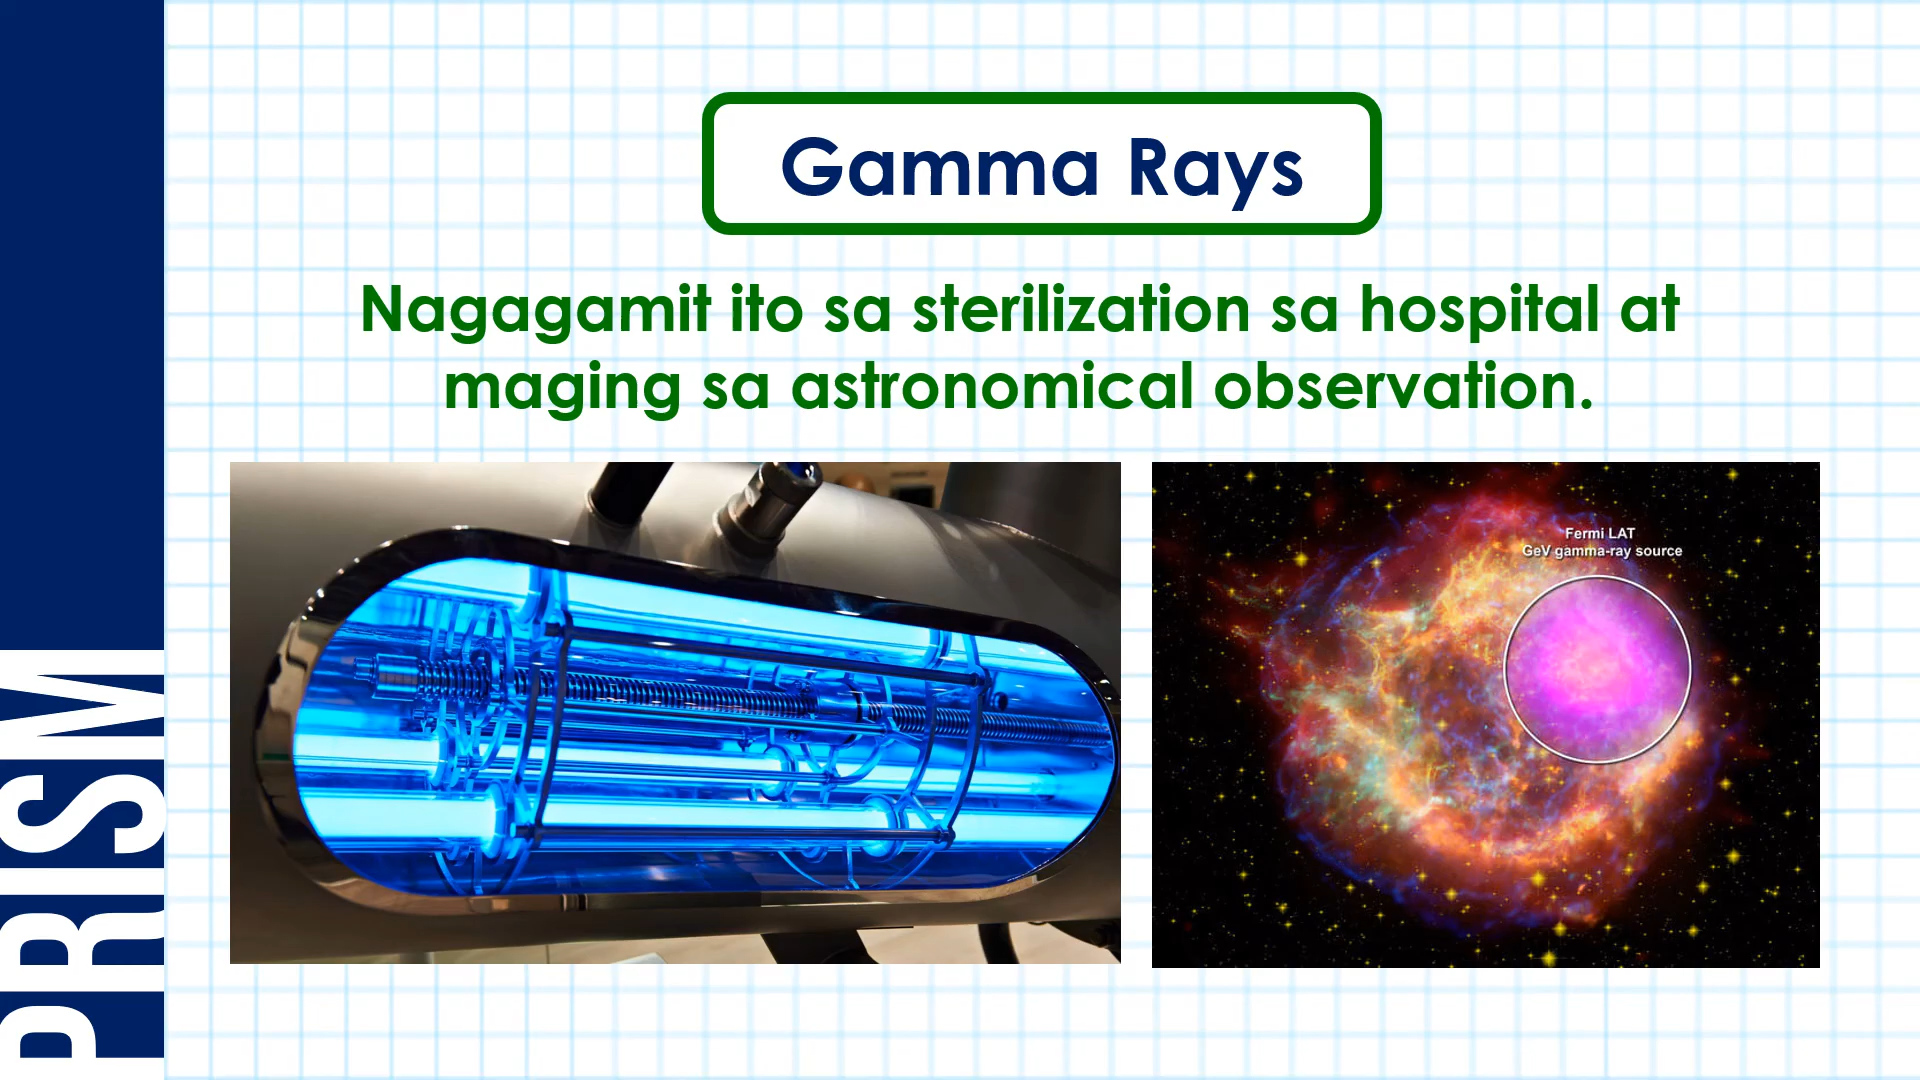 PRISM
Gamma Rays
Nagagamit ito sa sterilization sa hospital at
maging sa astronomical observation.
Fermi LAT
GeV gamma-ray source